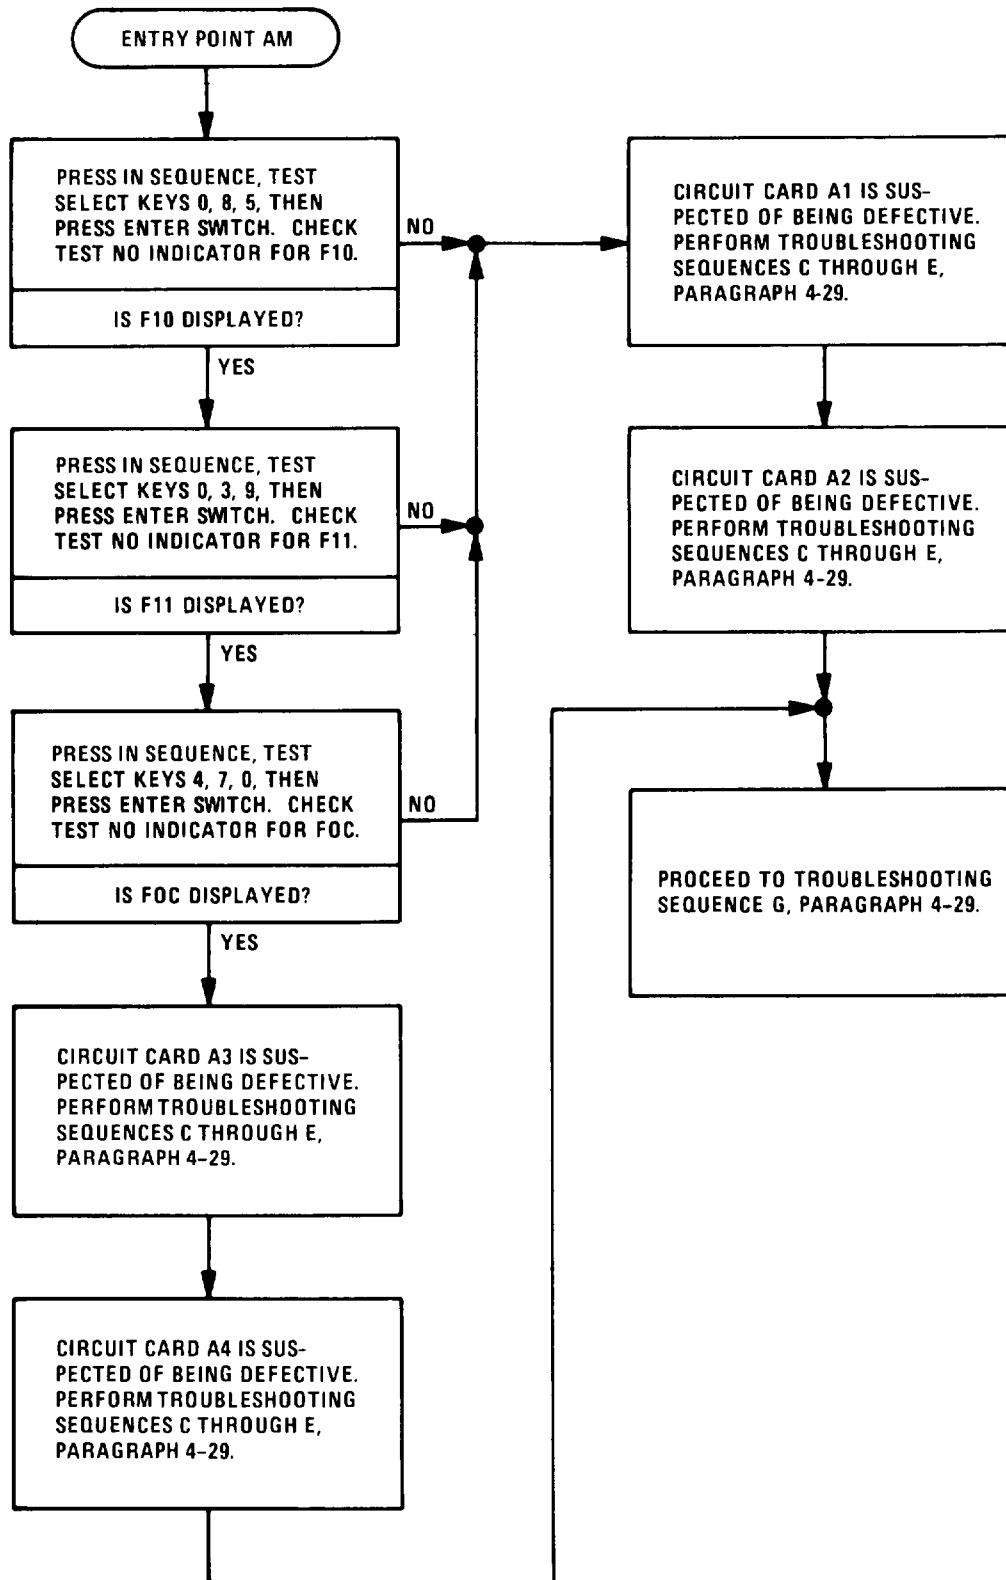 ENTRY POINT AM
PRESS IN SEQUENCE, TEST
SELECT KEYS 0, 8, 5, THEN
PRESS ENTER SWITCH. CHECK
TEST NO INDICATOR FOR F10.
IS F10 DISPLAYED?
NO
YES
PRESS IN SEQUENCE, TEST
SELECT KEYS 0, 3, 9, THEN
PRESS ENTER SWITCH. CHECK
TEST NO INDICATOR FOR F11.
IS F11 DISPLAYED?
NO
YES
PRESS IN SEQUENCE, TEST
SELECT KEYS 4, 7, 0, THEN
PRESS ENTER SWITCH. CHECK
TEST NO INDICATOR FOR FOC.
IS FOC DISPLAYED?
NO
YES
CIRCUIT CARD A3 IS SUS-
PECTED OF BEING DEFECTIVE.
PERFORM TROUBLESHOOTING
SEQUENCES C THROUGH E,
PARAGRAPH 4-29.
CIRCUIT CARD A4 IS SUS-
PECTED OF BEING DEFECTIVE.
PERFORM TROUBLESHOOTING
SEQUENCES C THROUGH E,
PARAGRAPH 4-29.
CIRCUIT CARD A1 IS SUS-
PECTED OF BEING DEFECTIVE.
PERFORM TROUBLESHOOTING
SEQUENCES C THROUGH E,
PARAGRAPH 4-29.
CIRCUIT CARD A2 IS SUS-
PECTED OF BEING DEFECTIVE.
PERFORM TROUBLESHOOTING
SEQUENCES C THROUGH E,
PARAGRAPH 4-29.
PROCEED TO TROUBLESHOOTING
SEQUENCE G, PARAGRAPH 4-29.